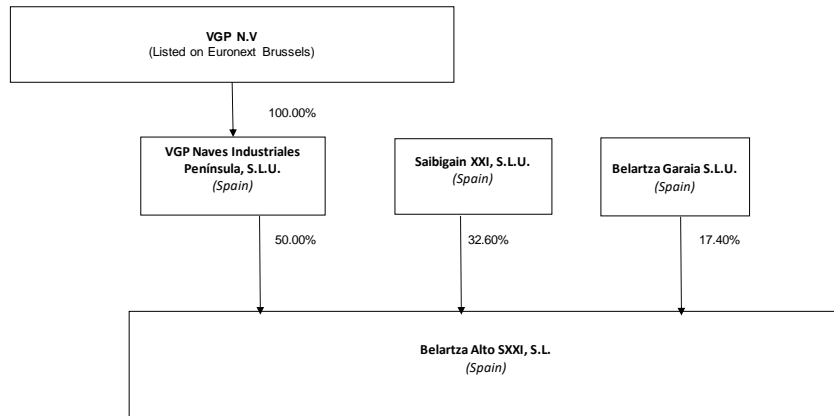 VGP N.V
(Listed on Euronext Brussels)
100.00%
VGP Naves Industriales
Península, S.L.U.
(Spain)
Saibigain XXI, S.L.U.
(Spain)
Belartza Garaia S.L.U.
(Spain)
50.00%
32.60%
17.40%
Belartza Alto SXXI, S.L.
(Spain)